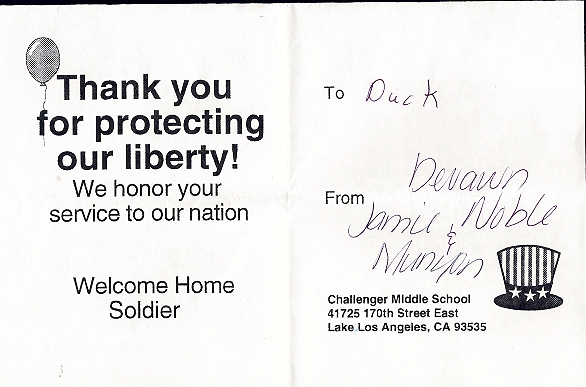 Thank you
for protecting
our liberty!
We honor your
service to our nation
Welcome Home
Soldier
To Duck
From Devawn
Jamie & Noble
Munyon
Challenger Middle School
41725 170th Street East
Lake Los Angeles, CA 93535